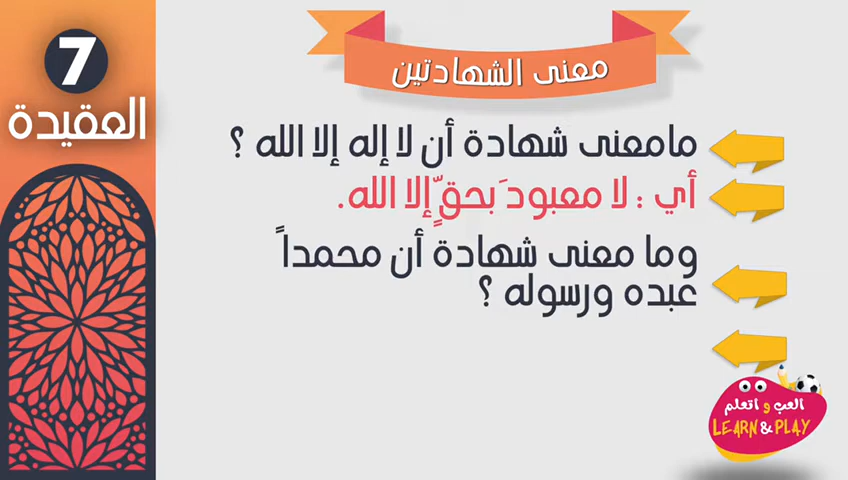 معنى الشهادتين
7
العقيدة
مامعنى شهادة أن لا إله إلا الله ؟
أي : لا معبودَ بحقٍّ إلا الله.
وما معنى شهادة أن محمداً
عبده ورسوله ؟
العب و اتعلم
LEARN & PLAY